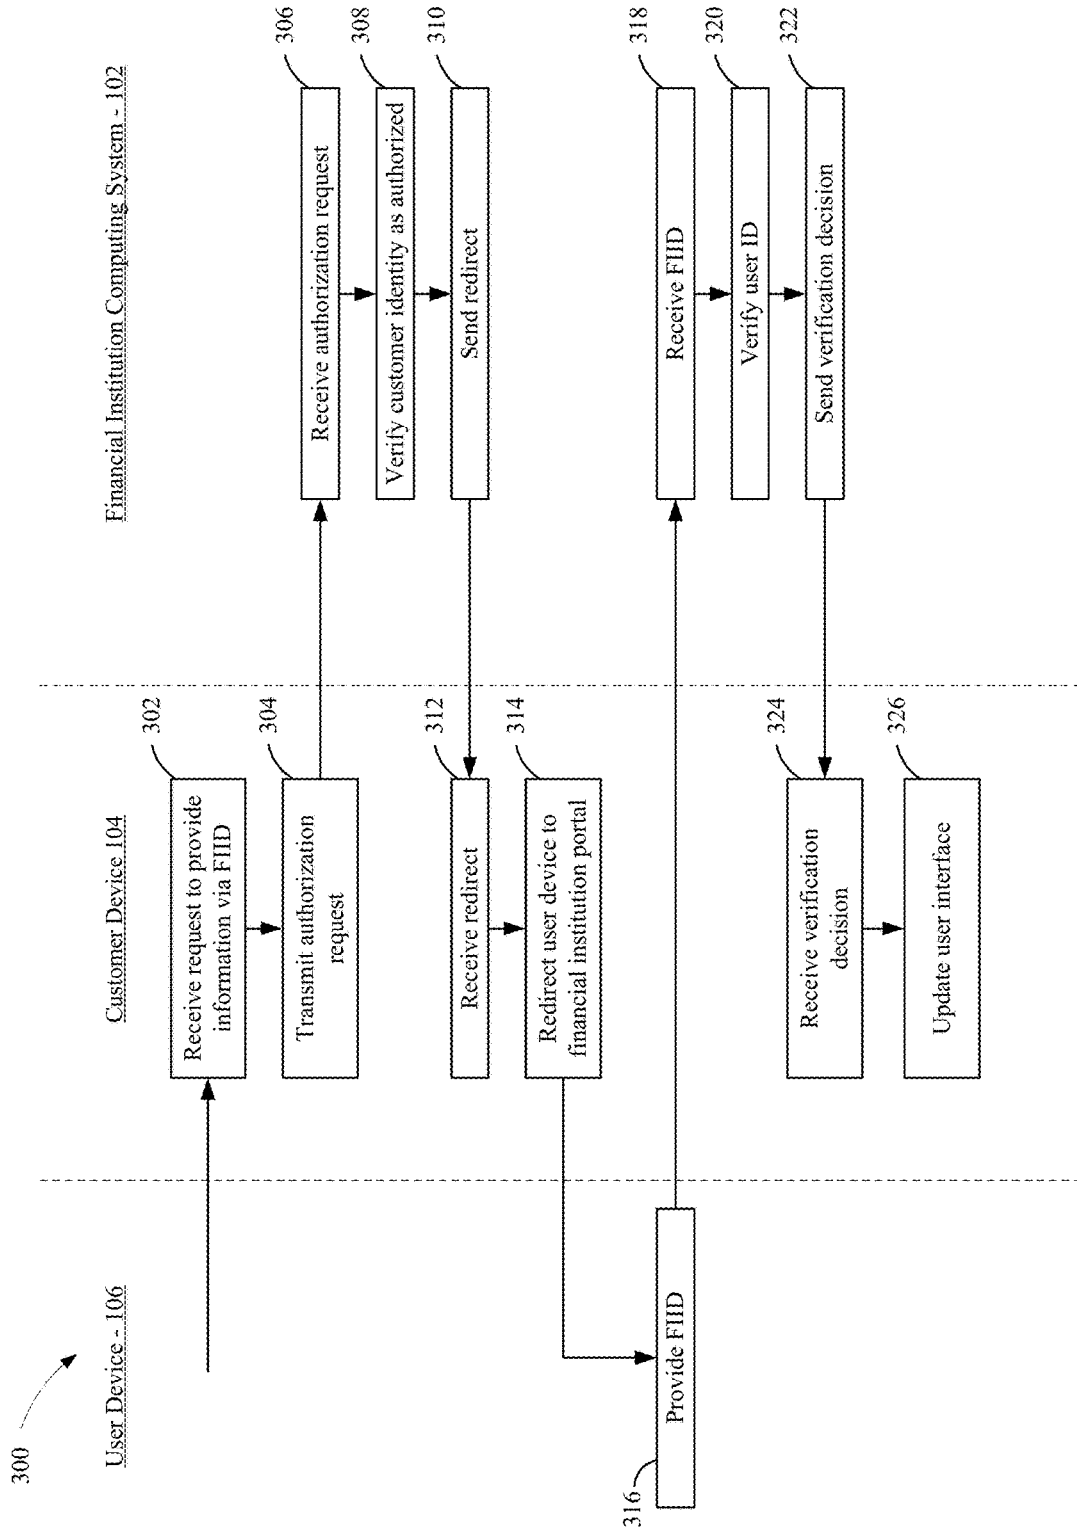 300
User Device - 106
Customer Device 104
Financial Institution Computing System - 102
302
Receive request to provide
information via FIID
304
Transmit authorization
request
306
Receive authorization request
308
Verify customer identity as authorized
310
Send redirect
312
Receive redirect
314
Redirect user device to
financial institution portal
316
Provide FIID
318
Receive FIID
320
Verify user ID
322
Send verification decision
324
Receive verification
decision
326
Update user interface